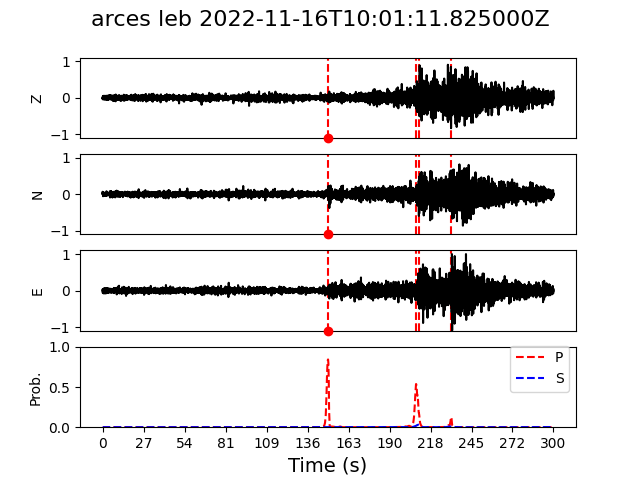 arces leb 2022-11-16T10:01:11.825000Z
1
0
−1
Z
1
0
−1
N
1
0
−1
E
1.0
0.5
0.0
Prob.
P
S
0 27 54 81 109 136 163 190 218 245 272 300
Time (s)